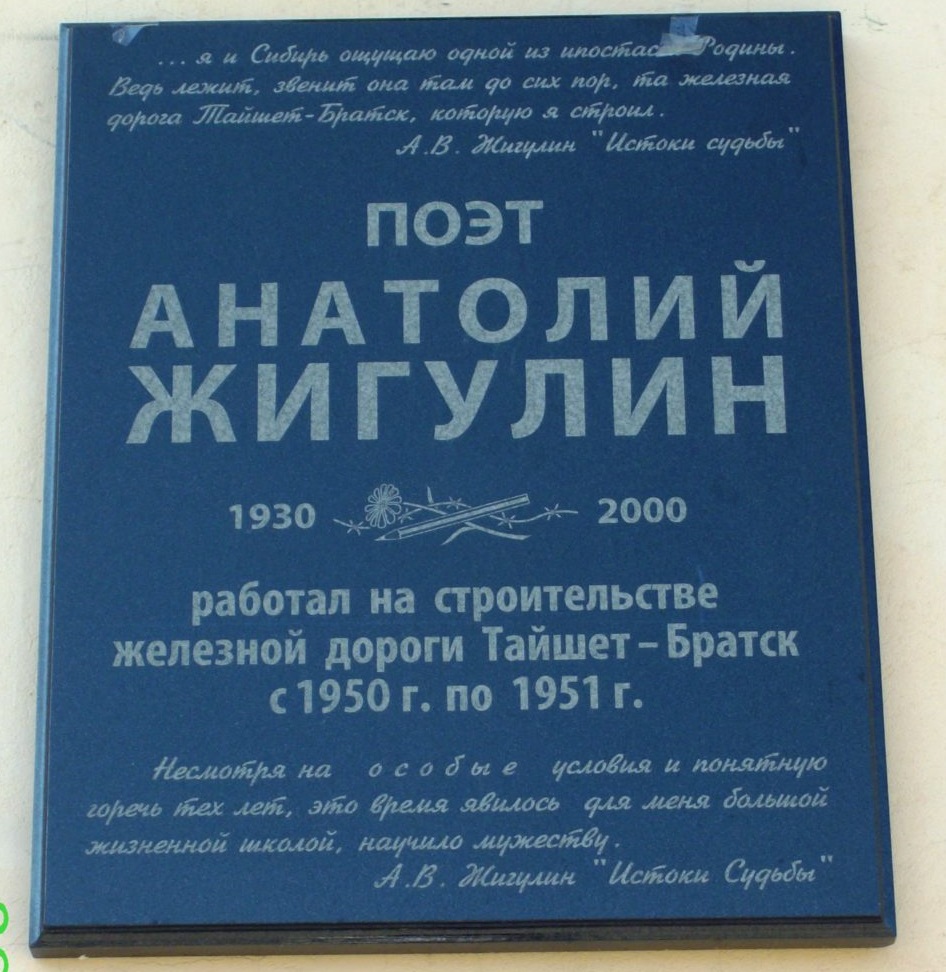 ... я и Сибирь ощущаю одной из ипостасей Родины.
Ведь лежит, звенит она там до сих пор, та железная
дорога Тайшет-Братск, которую я строил.
А.В. Жигулин "Истоки судьбы"
ПОЭТ
АНАТОЛИЙ
ЖИГУЛИН
1930 2000
работал на строительстве
железной дороги Тайшет – Братск
с 1950 г. по 1951 г.
Несмотря на особые условия и понятную
горечь тех лет, это время явилось для меня большой
жизненной школой, научило мужеству.
А.В. Жигулин "Истоки Судьбы"